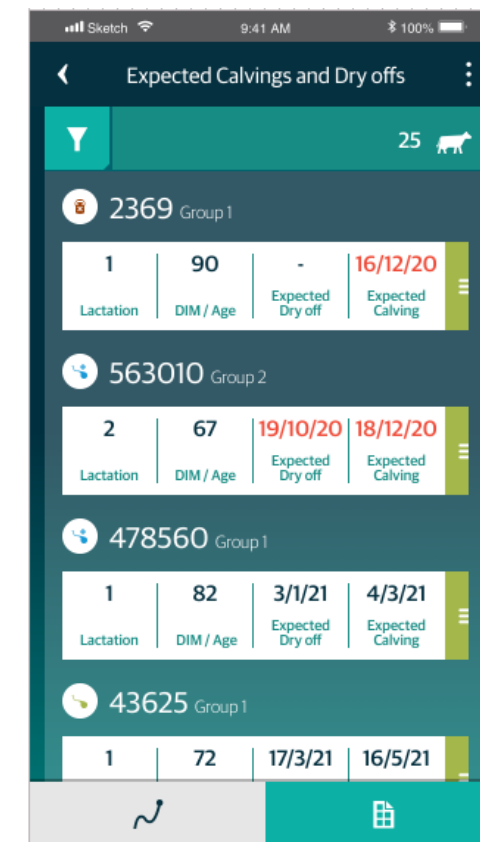 Sketch 9:41 AM 100%
Expected Calvings and Dry offs
25
2369 Group 1
1 90 - 16/12/20
Lactation DIM / Age Expected Dry off Expected Calving
563010 Group 2
2 67 19/10/20 18/12/20
Lactation DIM / Age Expected Dry off Expected Calving
478560 Group 1
1 82 3/1/21 4/3/21
Lactation DIM / Age Expected Dry off Expected Calving
43625 Group 1
1 72 17/3/21 16/5/21